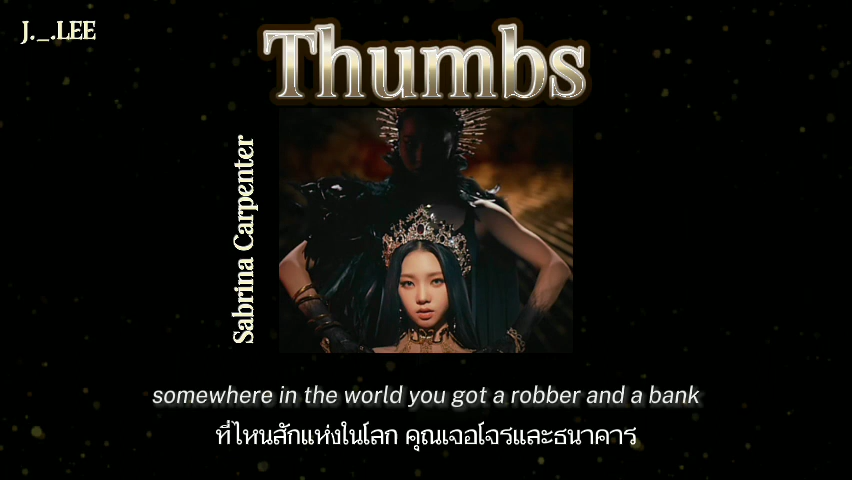 J._.LEE
Thumbs
Sabrina Carpenter
somewhere in the world you got a robber and a bank
ที่ไหนสักแห่งในโลก คุณเจอโจรและธนาคาร